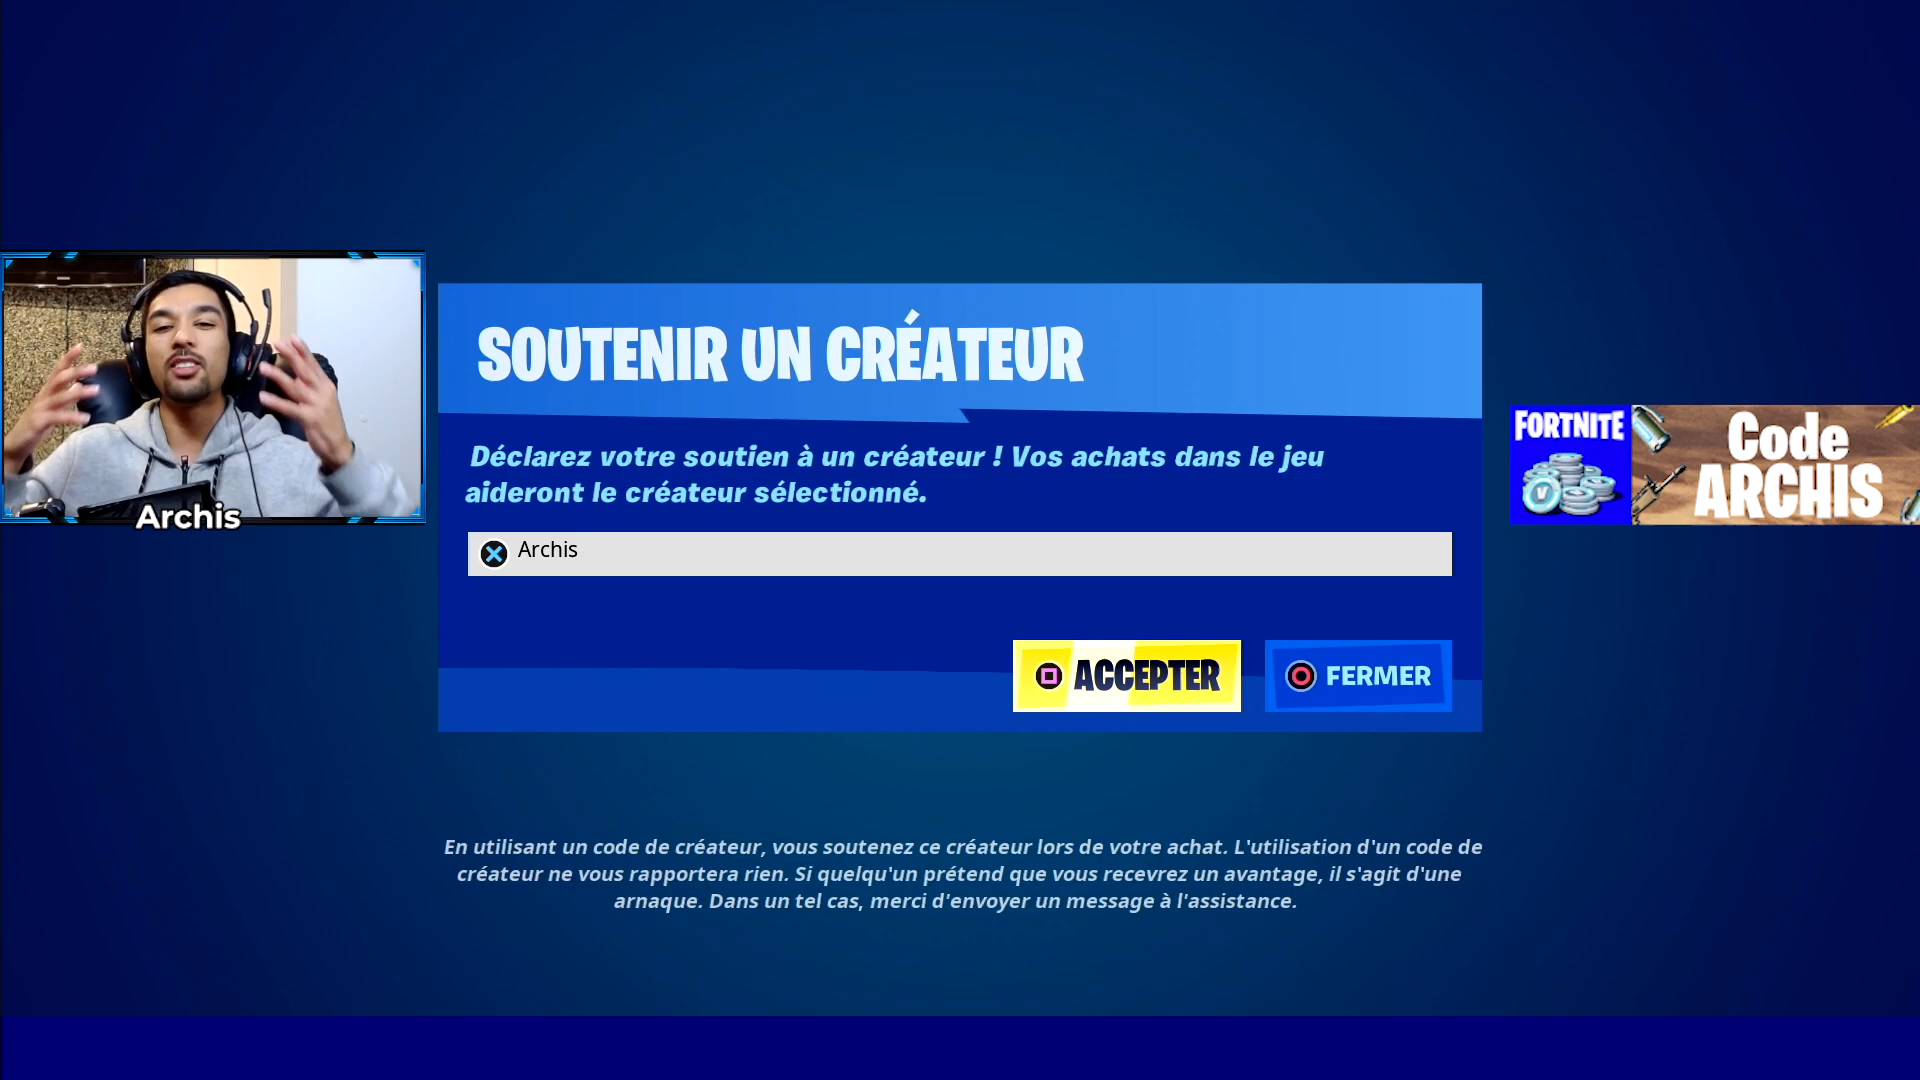 SOUTENIR UN CRÉATEUR
Déclarez votre soutien à un créateur ! Vos achats dans le jeu
aideront le créateur sélectionné.
Archis
ACCEPTER
FERMER
Archis
FORTNITE
V
Code
ARCHIS
En utilisant un code de créateur, vous soutenez ce créateur lors de votre achat. L'utilisation d'un code de
créateur ne vous rapportera rien. Si quelqu'un prétend que vous recevrez un avantage, il s'agit d'une
arnaque. Dans un tel cas, merci d'envoyer un message à l'assistance.